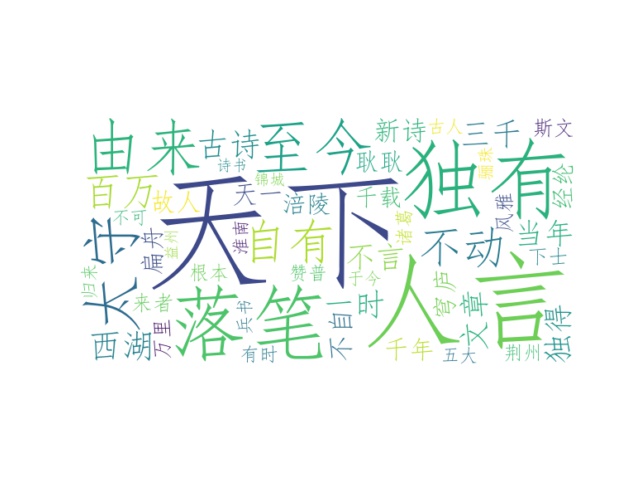 由来
古诗
至今
新诗
古人
三千
斯文
诗书
耿耿
独有
经纶
百万
故人
天下
锦城
天一
涪陵
千载
诸葛
风雅
不可
太守
扁舟
益州
淮南
自有
不言
不动
当年
下士
归来
来者
根本
赞普
于今
穹庐
人言
西湖
万里
落笔
兵书
不自
一时
文章
独得
有时
千年
五大
荆州